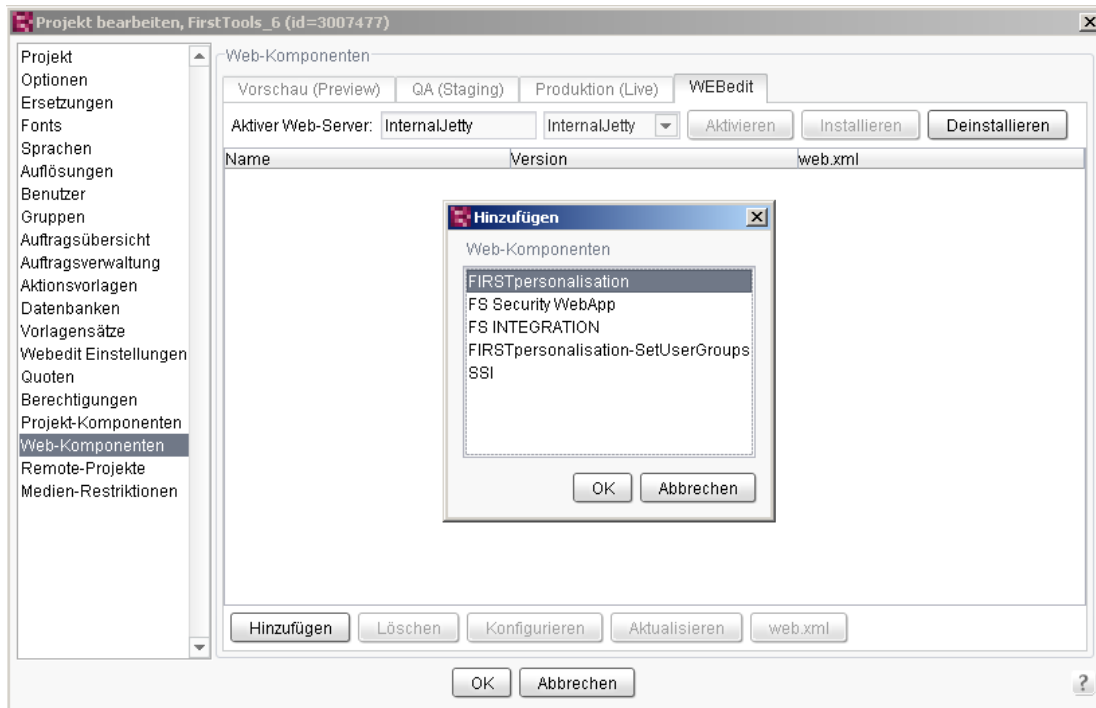 Projekt bearbeiten, FirstTools_6 (id=3007477)
Projekt
Optionen
Ersetzungen
Fonts
Sprachen
Auflösungen
Benutzer
Gruppen
Auftragsübersicht
Auftragsverwaltung
Aktionsvorlagen
Datenbanken
Vorlagensätze
Webedit Einstellungen
Quoten
Berechtigungen
Projekt-Komponenten
Web-Komponenten
Remote-Projekte
Medien-Restriktionen
Web-Komponenten
Vorschau (Preview) QA (Staging) Produktion (Live) WEBedit
Aktiver Web-Server: InternalJetty InternalJetty Aktivieren Installieren Deinstallieren
Name Version web.xml
Hinzufügen
Web-Komponenten
FIRSTpersonalisation
FS Security WebApp
FS INTEGRATION
FIRSTpersonalisation-SetUserGroups
SSI
OK Abbrechen
Hinzufügen Löschen Konfigurieren Aktualisieren web.xml
OK Abbrechen ?